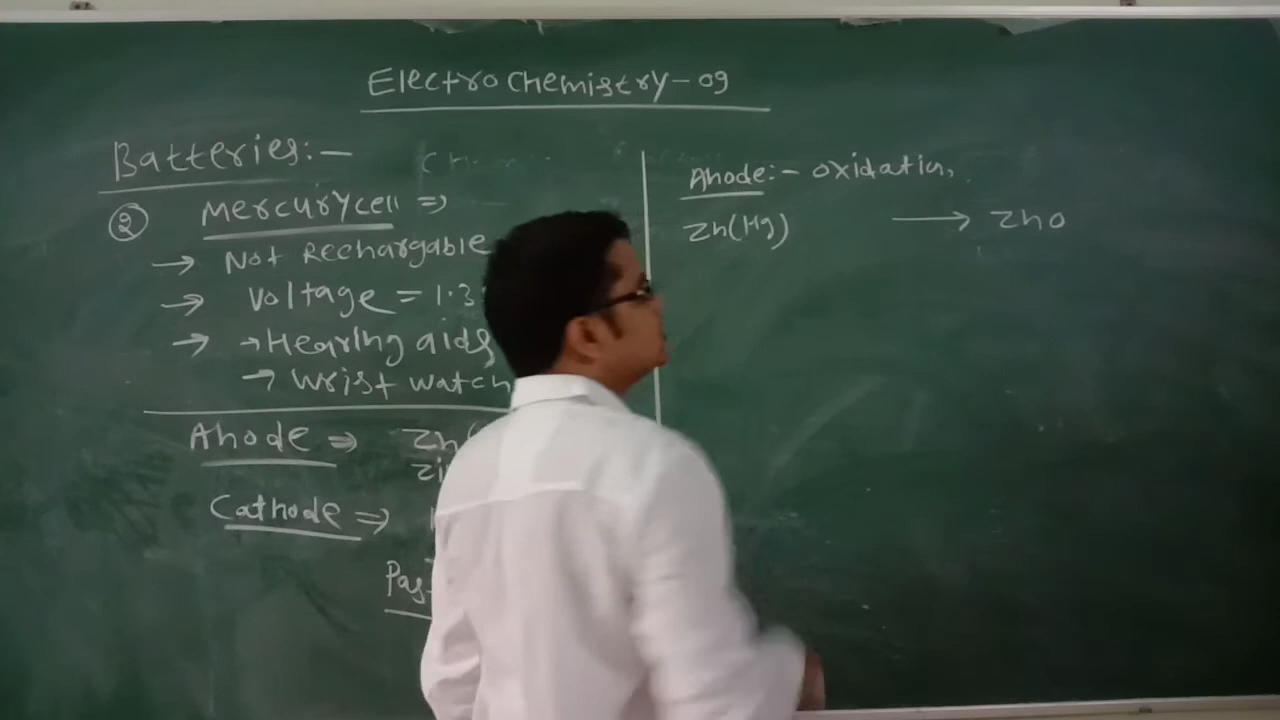 ElectroChemistry-09
Batteries:-
② Mercurycell ⇒
→ Not Rechargable
→ Voltage = 1.3
→ →Hearing aids
→ Wrist watch
Anode ⇒ Zn(
Cathode ⇒
Anode:- oxidation,
Zn(Hg) → ZnO